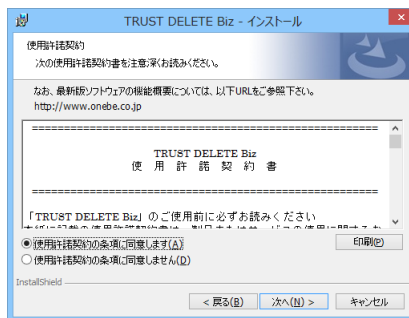 TRUST DELETE Biz - インストール
使用許諾契約
次の使用許諾契約書を注意深くお読みください。
なお、最新版ソフトウェアの機能概要については、以下URLをご参照下さい。
http://www.onebe.co.jp
======================================================
TRUST DELETE Biz
使 用 許 諾 契 約 書
======================================================
「TRUST DELETE Biz」のご使用前に必ずお読みください
使用許諾契約の条項に同意します(A)
印刷(P)
使用許諾契約の条項に同意しません(D)
InstallShield
< 戻る(B)
次へ(N) >
キャンセル